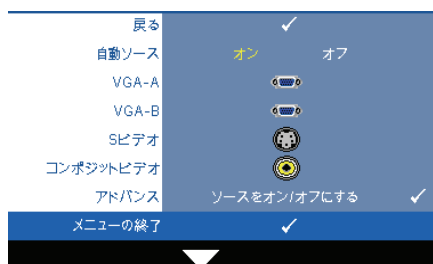 戻る
自動ソース オン オフ
VGA-A
VGA-B
Sビデオ
コンポジットビデオ
アドバンス ソースをオン/オフにする
メニューの終了